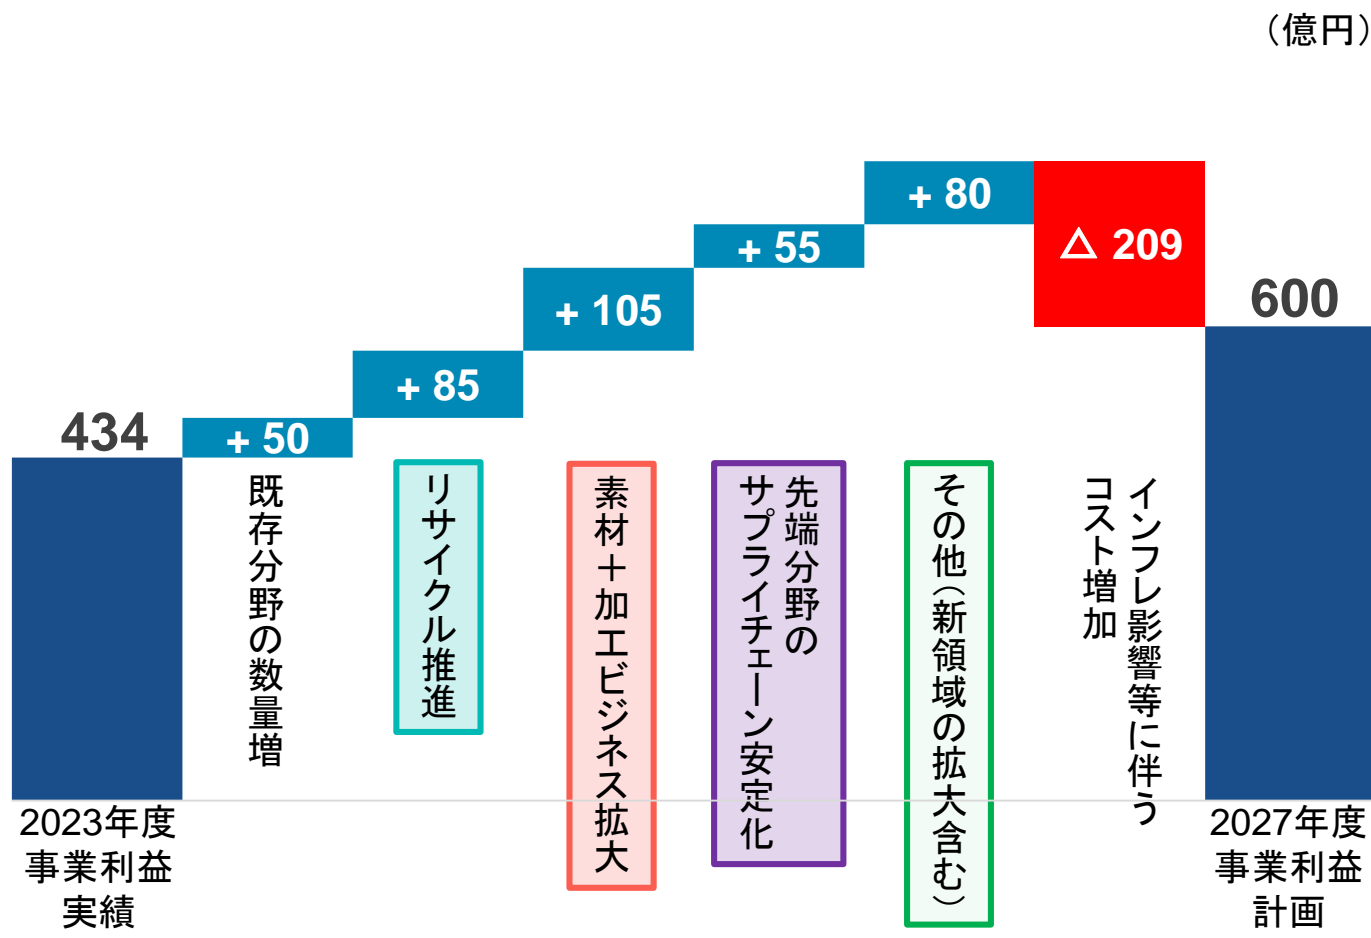 （億円）
434
+ 50
+ 85
+ 105
+ 55
+ 80
△ 209
600
既存分野の数量増
リサイクル推進
素材＋加工ビジネス拡大
先端分野の
サプライチェーン安定化
その他（新領域の拡大含む）
インフレ影響等に伴う
コスト増加
2023年度
事業利益
実績
2027年度
事業利益
計画